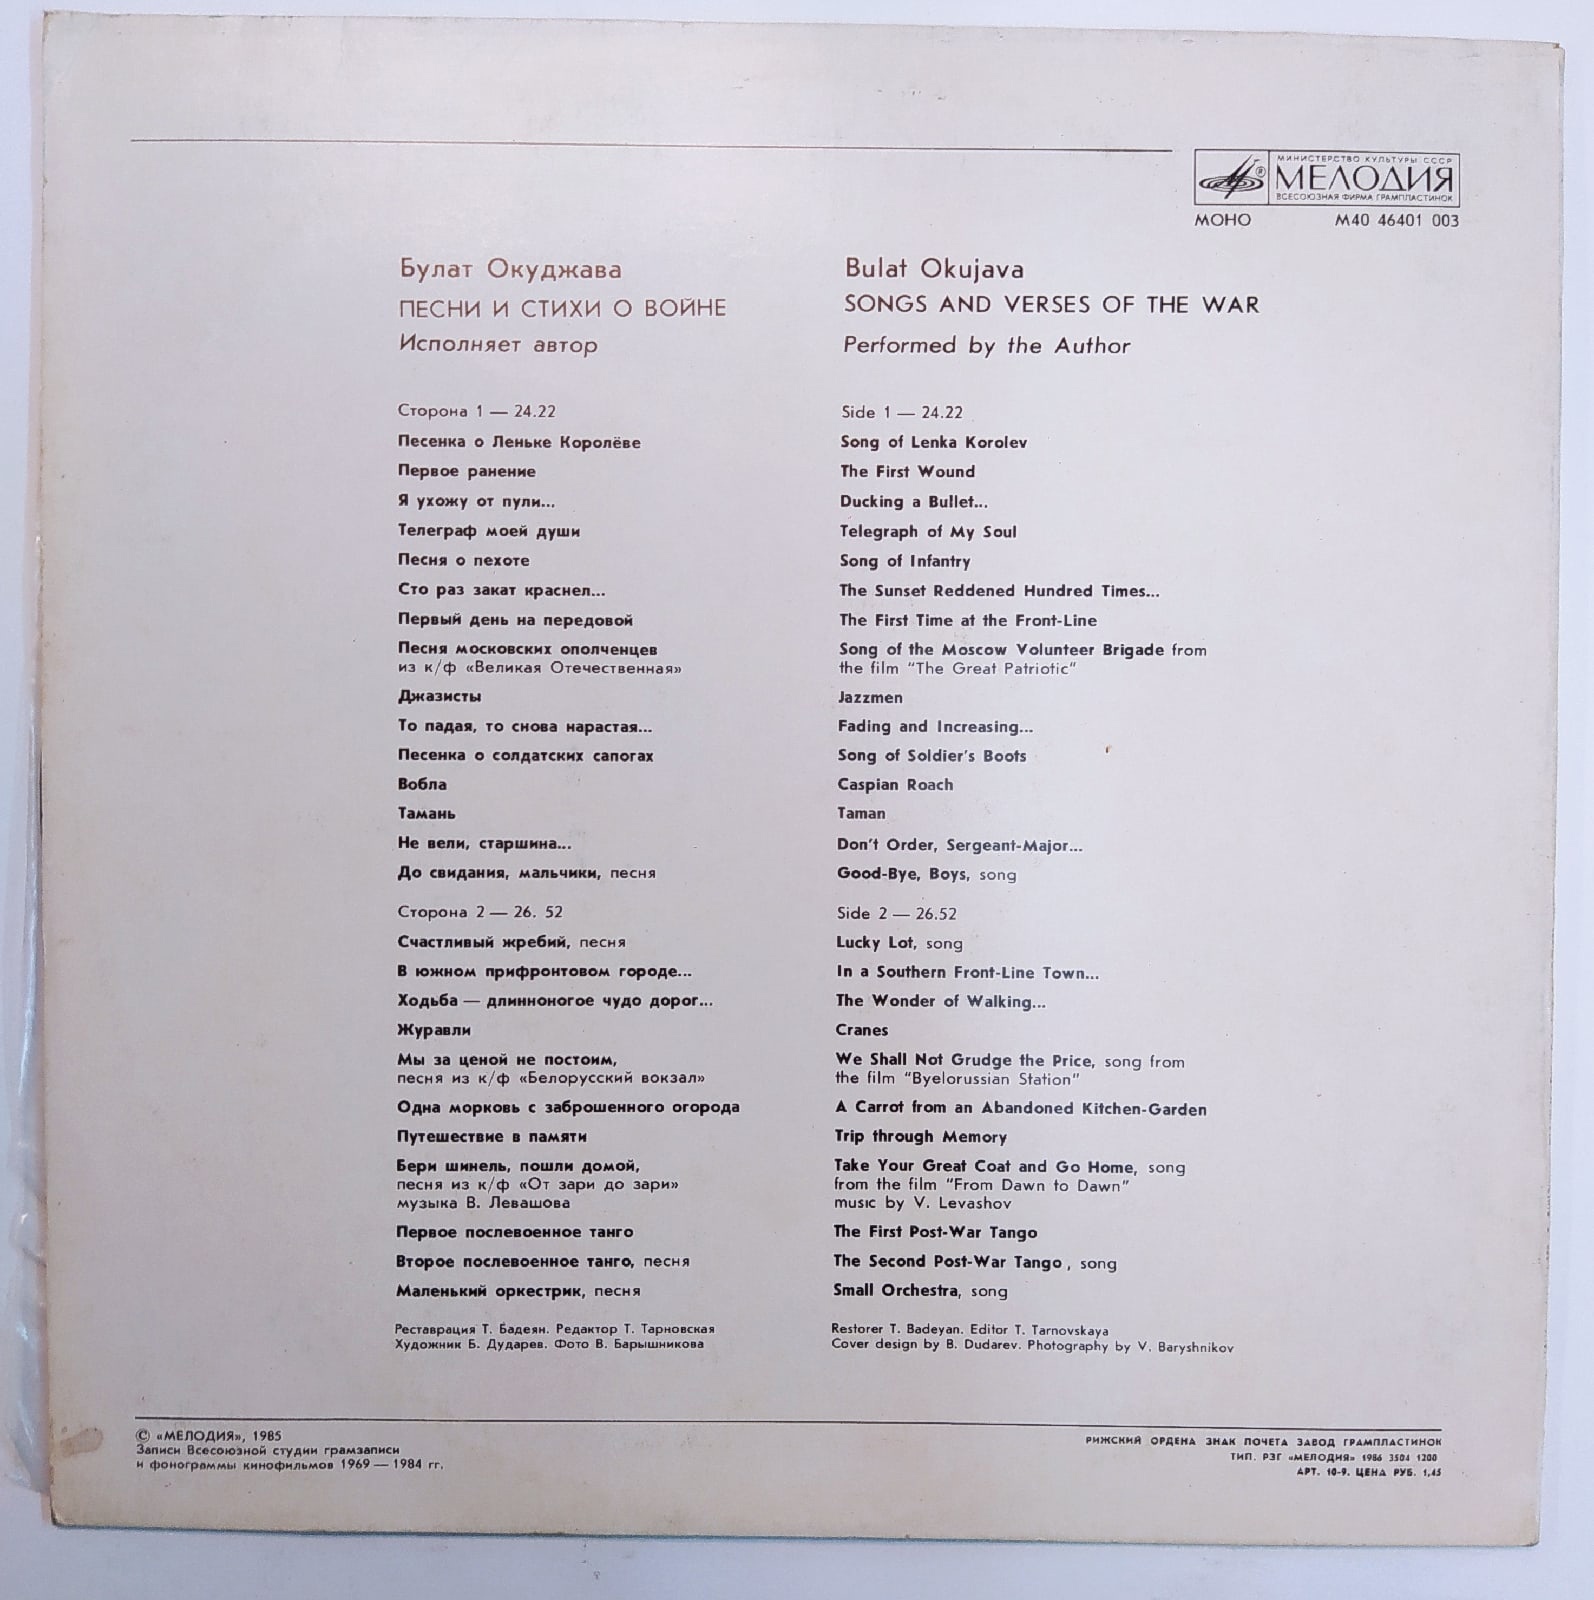 МИНИСТЕРСТВО КУЛЬТУРЫ СССР
МЕЛОДИЯ
ВСЕСОЮЗНАЯ ФИРМА ГРАМПЛАСТИНОК
МОНО М40 46401 003
Булат Окуджава
ПЕСНИ И СТИХИ О ВОЙНЕ
Исполняет автор
Сторона 1 — 24.22
Песенка о Леньке Королёве
Первое ранение
Я ухожу от пули...
Телеграф моей души
Песня о пехоте
Сто раз закат краснел...
Первый день на передовой
Песня московских ополченцев
из к/ф «Великая Отечественная»
Джазисты
То падая, то снова нарастая...
Песенка о солдатских сапогах
Вобла
Тамань
Не вели, старшина...
До свидания, мальчики, песня
Сторона 2 — 26. 52
Счастливый жребий, песня
В южном прифронтовом городе...
Ходьба — длинноногое чудо дорог...
Журавли
Мы за ценой не постоим,
песня из к/ф «Белорусский вокзал»
Одна морковь с заброшенного огорода
Путешествие в памяти
Бери шинель, пошли домой,
песня из к/ф «От зари до зари»
музыка В. Левашова
Первое послевоенное танго
Второе послевоенное танго, песня
Маленький оркестрик, песня
Реставрация Т. Бадеян. Редактор Т. Тарновская
Художник Б. Дударев. Фото В. Барышникова
Bulat Okujava
SONGS AND VERSES OF THE WAR
Performed by the Author
Side 1 — 24.22
Song of Lenka Korolev
The First Wound
Ducking a Bullet...
Telegraph of My Soul
Song of Infantry
The Sunset Reddened Hundred Times...
The First Time at the Front-Line
Song of the Moscow Volunteer Brigade from
the film "The Great Patriotic"
Jazzmen
Fading and Increasing...
Song of Soldier's Boots
Caspian Roach
Taman
Don't Order, Sergeant-Major...
Good-Bye, Boys, song
Side 2 — 26.52
Lucky Lot, song
In a Southern Front-Line Town...
The Wonder of Walking...
Cranes
We Shall Not Grudge the Price, song from
the film "Byelorussian Station"
A Carrot from an Abandoned Kitchen-Garden
Trip through Memory
Take Your Great Coat and Go Home, song
from the film "From Dawn to Dawn"
music by V. Levashov
The First Post-War Tango
The Second Post-War Tango, song
Small Orchestra, song
Restorer T. Badeyan. Editor T. Tarnovskaya
Cover design by B. Dudarev. Photography by V. Baryshnikov
© «МЕЛОДИЯ», 1985
Записи Всесоюзной студии грамзаписи
и фонограммы кинофильмов 1969 — 1984 гг.
РИЖСКИЙ ОРДЕНА ЗНАК ПОЧЕТА ЗАВОД ГРАМПЛАСТИНОК
ТИП. РЗГ «МЕЛОДИЯ» 1986 3504 1200
АРТ. 10-9. ЦЕНА РУБ. 1,45